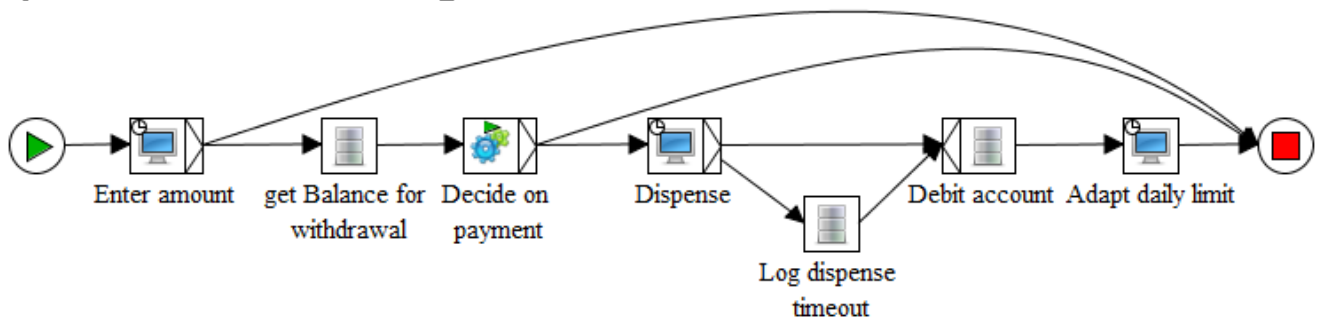 Enter amount
get Balance for
withdrawal
Decide on
payment
Dispense
Debit account
Adapt daily limit
Log dispense
timeout